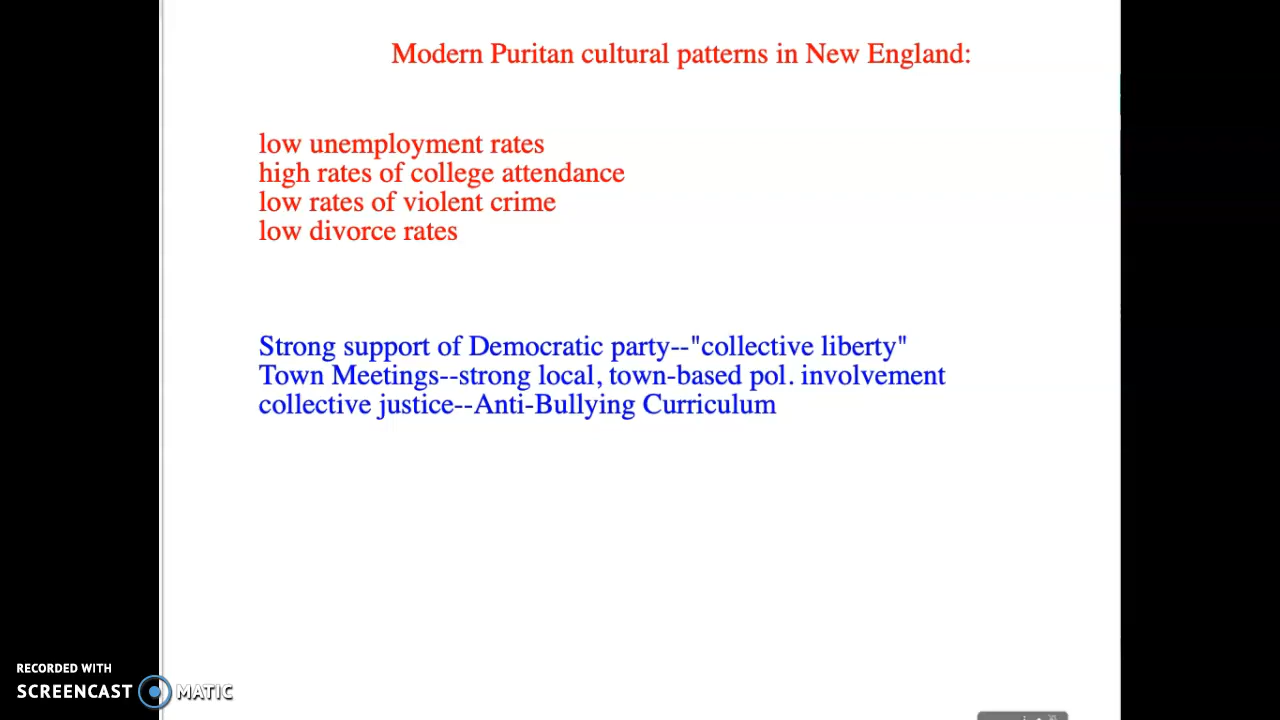 Modern Puritan cultural patterns in New England:
low unemployment rates
high rates of college attendance
low rates of violent crime
low divorce rates
Strong support of Democratic party--"collective liberty"
Town Meetings--strong local, town-based pol. involvement
collective justice--Anti-Bullying Curriculum
RECORDED WITH
SCREENCAST MATIC